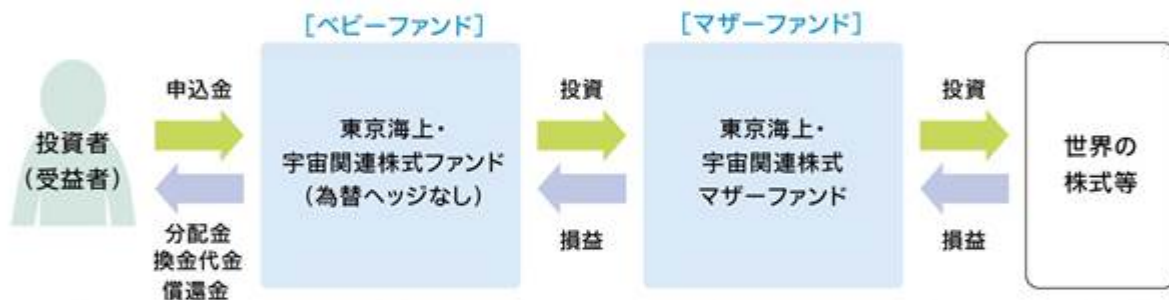 ［ベビーファンド］
［マザーファンド］
投資者
（受益者）
申込金
分配金
換金代金
償還金
東京海上・
宇宙関連株式ファンド
（為替ヘッジなし）
投資
損益
東京海上・
宇宙関連株式
マザーファンド
投資
損益
世界の
株式等